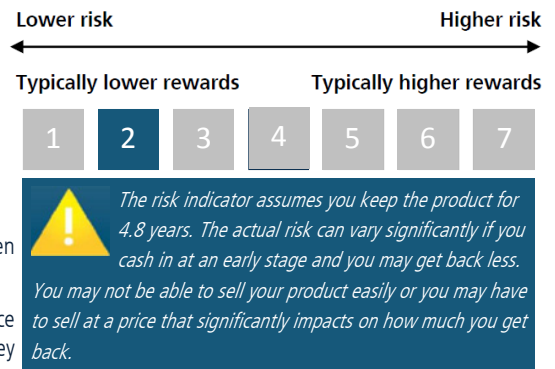 Lower risk Higher risk
Typically lower rewards Typically higher rewards
1 2 3 4 5 6 7
The risk indicator assumes you keep the product for
4.8 years. The actual risk can vary significantly if you
cash in at an early stage and you may get back less.
You may not be able to sell your product easily or you may have
to sell at a price that significantly impacts on how much you get
back.
en
ce
ey